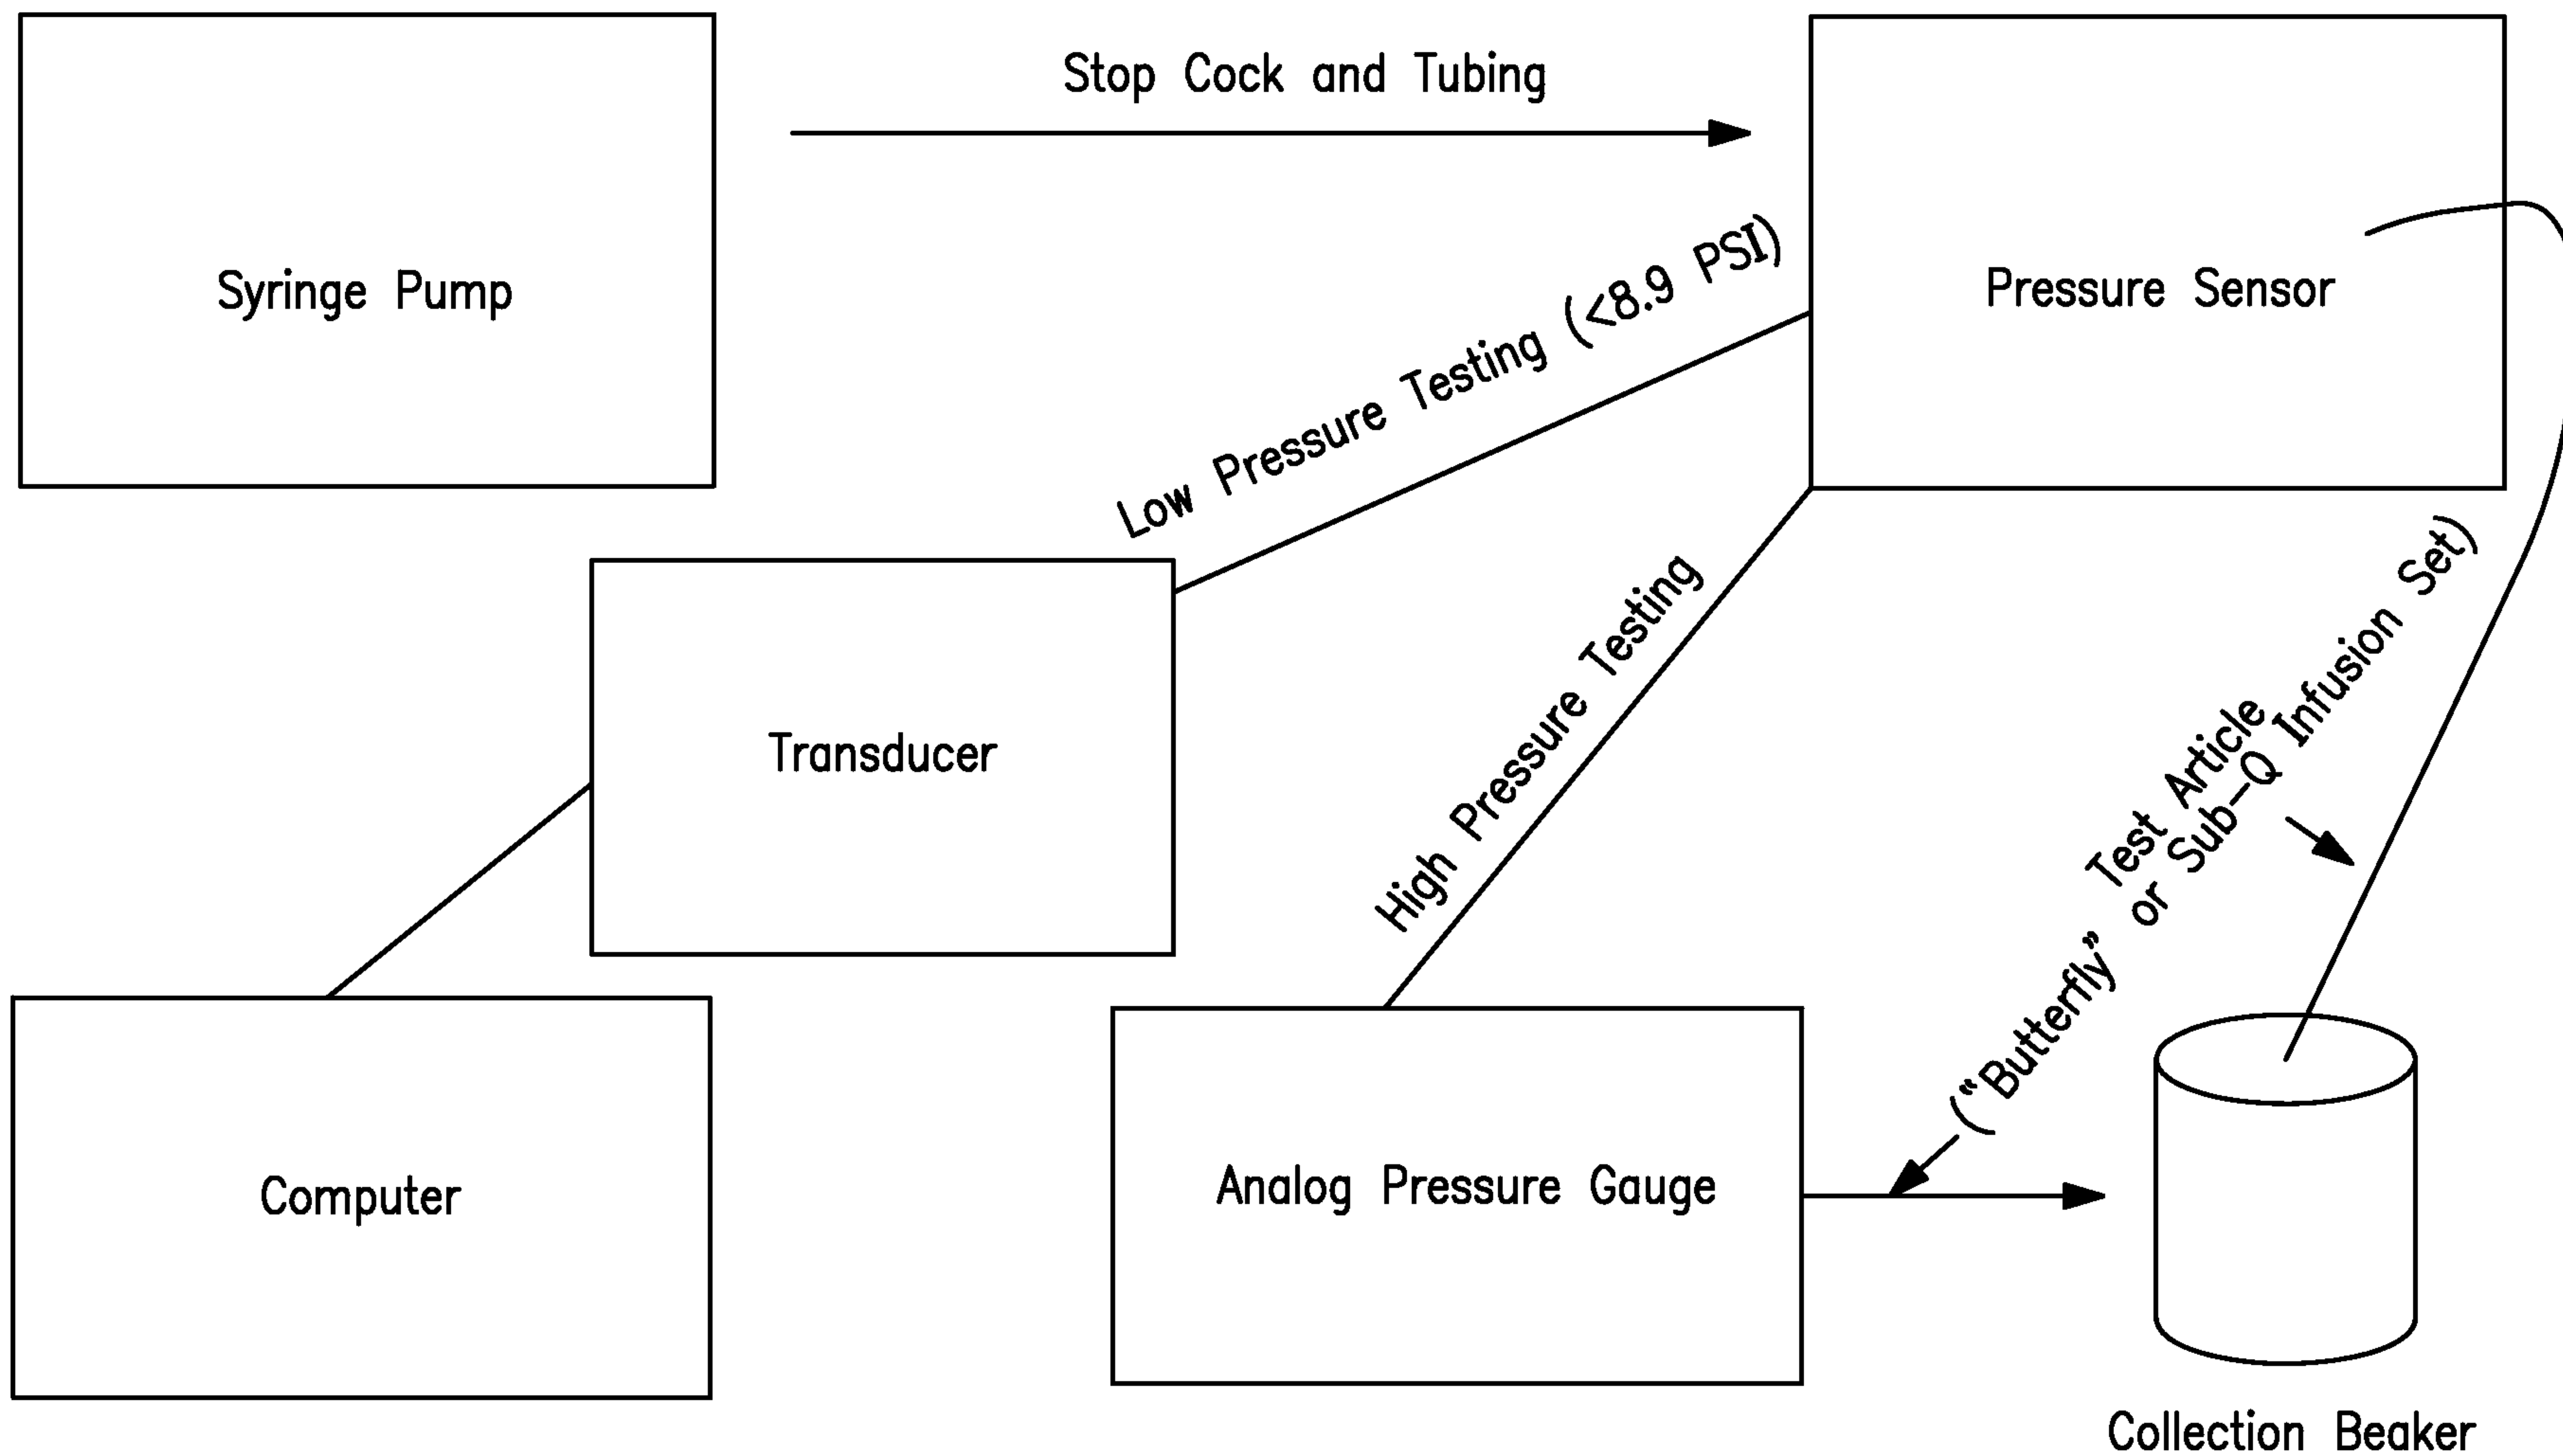 Stop Cock and Tubing
Syringe Pump
Pressure Sensor
Low Pressure Testing (<8.9 PSI)
High Pressure Testing
Transducer
Test Article
("Butterfly" or Sub-Q Infusion Set)
Computer
Analog Pressure Gauge
Collection Beaker